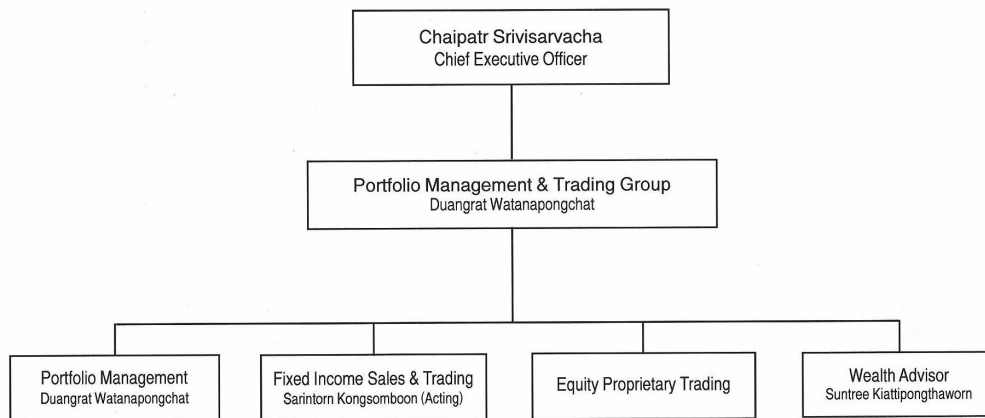 Chaipatr Srivisarvacha
Chief Executive Officer
Portfolio Management & Trading Group
Duangrat Watanapongchat
Portfolio Management
Duangrat Watanapongchat
Fixed Income Sales & Trading
Sarintorn Kongsomboon (Acting)
Equity Proprietary Trading
Wealth Advisor
Suntree Kiattipongthaworn